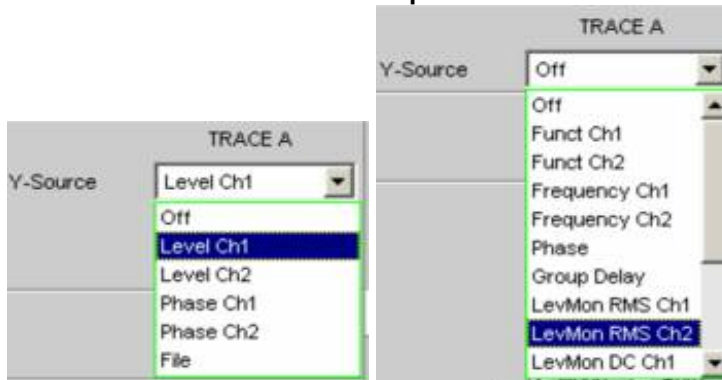 TRACE A
Y-Source Level Ch1
Off
Level Ch1
Level Ch2
Phase Ch1
Phase Ch2
File
TRACE A
Y-Source Off
Off
Funct Ch1
Funct Ch2
Frequency Ch1
Frequency Ch2
Phase
Group Delay
LevMon RMS Ch1
LevMon RMS Ch2
LevMon DC Ch1